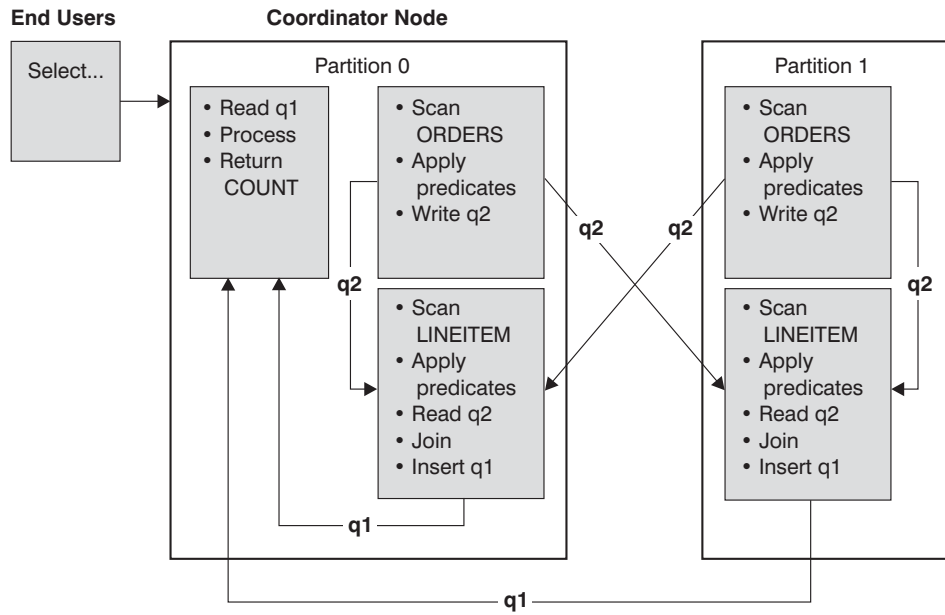 End Users
Coordinator Node
Select...
Partition 0
• Read q1
• Process
• Return
COUNT
• Scan
ORDERS
• Apply
predicates
• Write q2
Partition 1
• Scan
ORDERS
• Apply
predicates
• Write q2
q2
q2
q2
q2
• Scan
LINEITEM
• Apply
predicates
• Read q2
• Join
• Insert q1
• Scan
LINEITEM
• Apply
predicates
• Read q2
• Join
• Insert q1
q1
q1